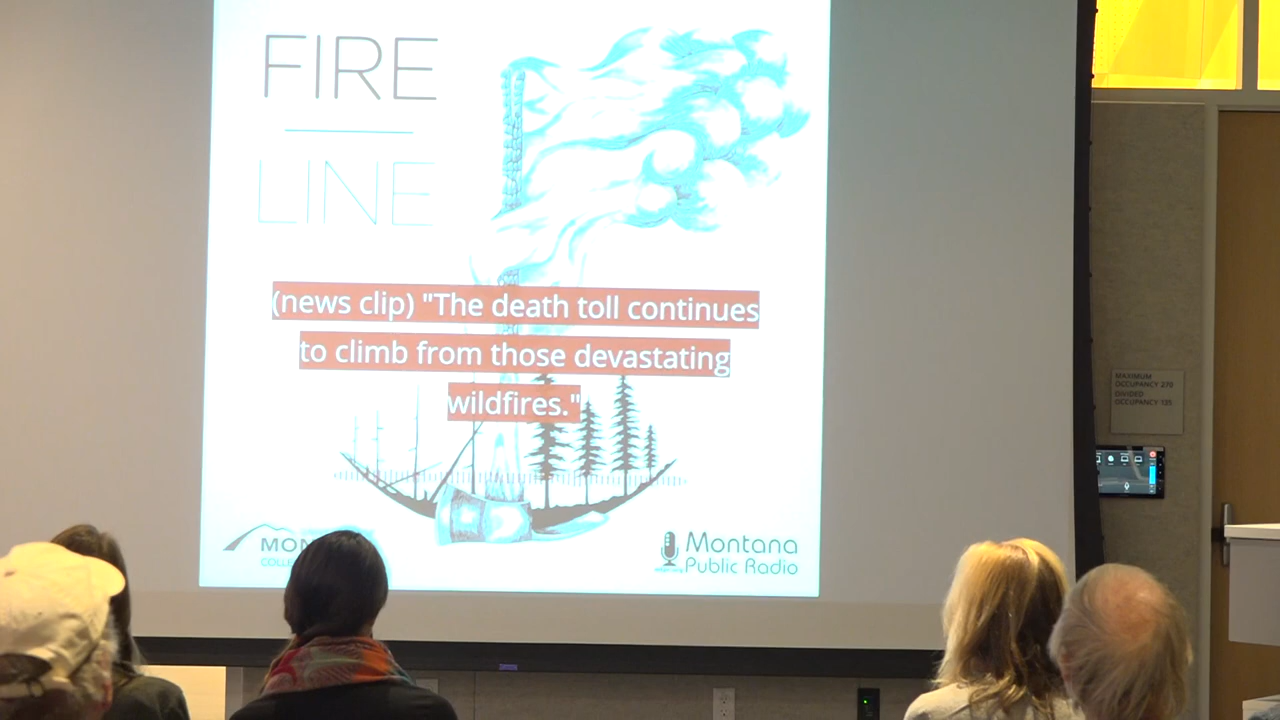 FIRE
LINE
(news clip) "The death toll continues
to climb from those devastating
wildfires."
Montana
Public Radio
MAXIMUM
OCCUPANCY 270
DIVIDED
OCCUPANCY 135